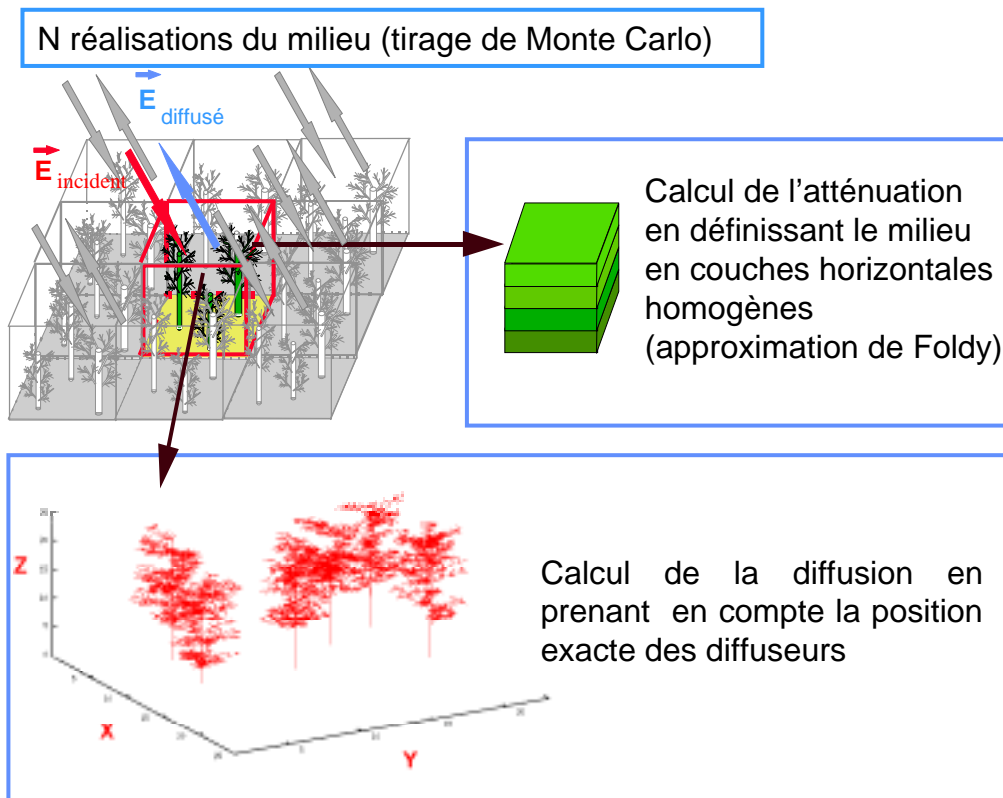 N réalisations du milieu (tirage de Monte Carlo)
E diffusé
E incident
Calcul de l’atténuation
en définissant le milieu
en couches horizontales
homogènes
(approximation de Foldy)
Z
X
Y
Calcul de la diffusion en
prenant en compte la position
exacte des diffuseurs